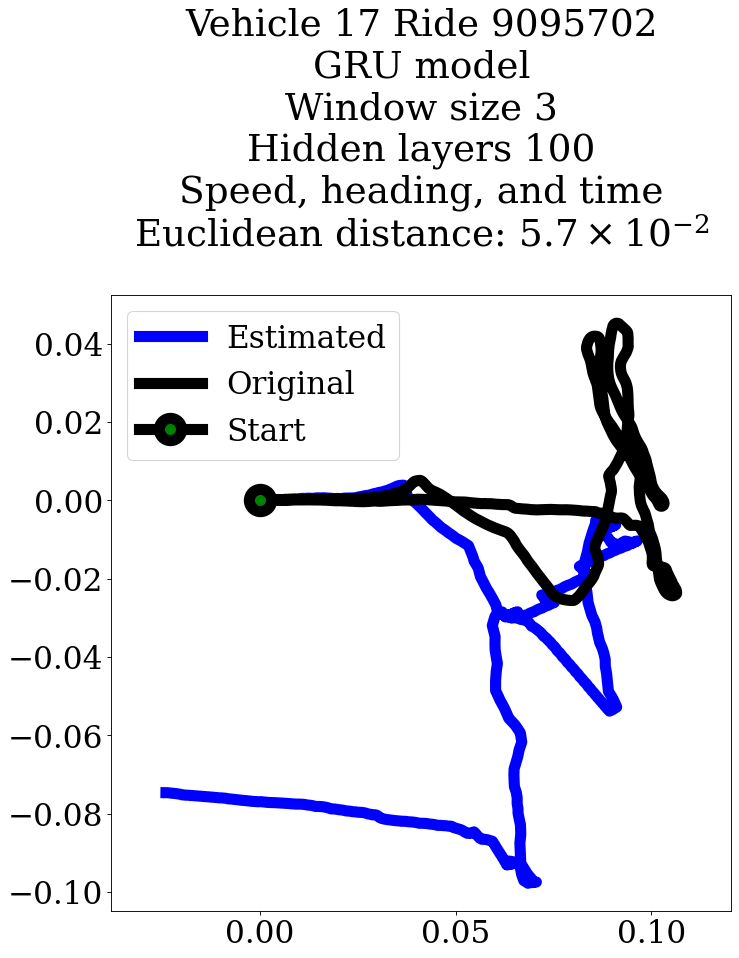 Vehicle 17 Ride 9095702
GRU model
Window size 3
Hidden layers 100
Speed, heading, and time
Euclidean distance: 5.7 × 10⁻²
Estimated
Original
Start
0.04
0.02
0.00
−0.02
−0.04
−0.06
−0.08
−0.10
0.00 0.05 0.10